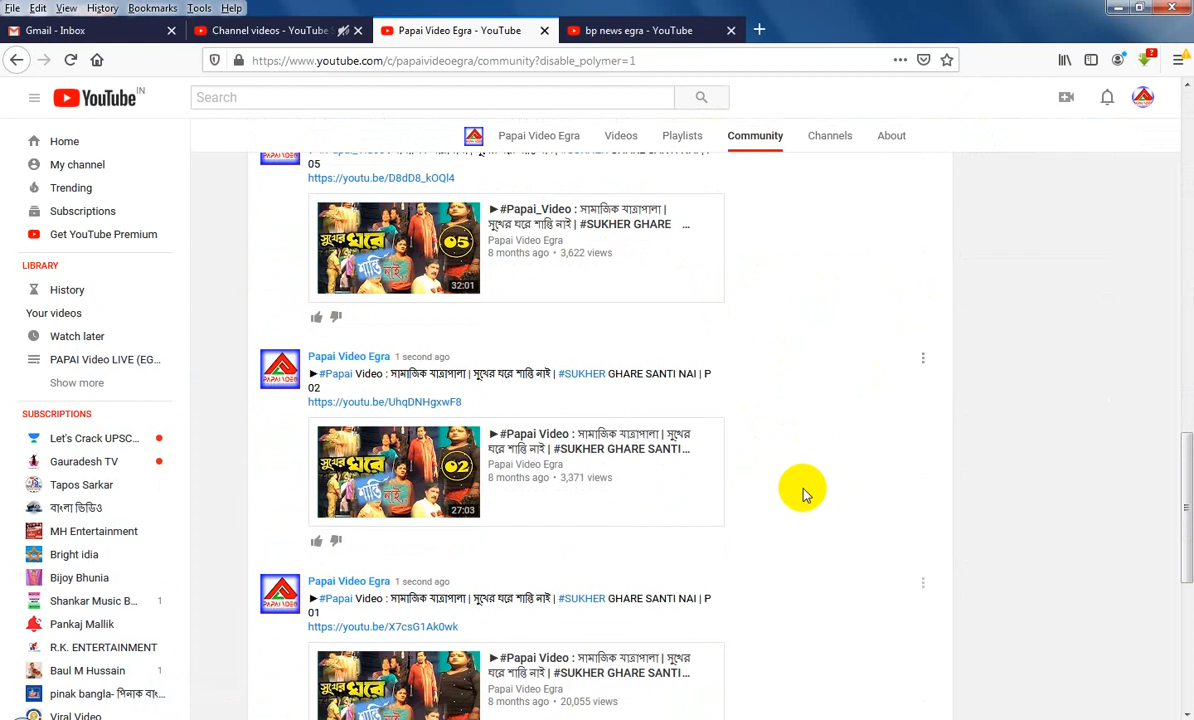 File Edit View History Bookmarks Tools Help
Gmail - Inbox
Channel videos - YouTube
Papai Video Egra - YouTube
bp news egra - YouTube
https://www.youtube.com/c/papaivideoegra/community?disable_polymer=1
YouTube IN
Search
Papai Video Egra Videos Playlists Community Channels About
Home
My channel
Trending
Subscriptions
Get YouTube Premium
LIBRARY
History
Your videos
Watch later
PAPAI Video LIVE (EG...
Show more
SUBSCRIPTIONS
Let's Crack UPSC...
Gauradesh TV
Tapos Sarkar
বাংলা ভিডিও
MH Entertainment
Bright idia
Bijoy Bhunia
Shankar Music B... 1
Pankaj Mallik
R.K. ENTERTAINMENT
Baul M Hussain 1
pinak bangla- পিনাক বাং...
Viral Video
05
https://youtu.be/D8dD8_kOQl4
সুখের ঘরে
শান্তি নাই
05
32:01
►#Papai_Video : সামাজিক যাত্রাপালা |
সুখের ঘরে শান্তি নাই | #SUKHER GHARE ...
Papai Video Egra
8 months ago • 3,622 views
Papai Video Egra 1 second ago
►#Papai Video : সামাজিক যাত্রাপালা | সুখের ঘরে শান্তি নাই | #SUKHER GHARE SANTI NAI | P
02
https://youtu.be/UhqDNHgxwF8
সুখের ঘরে
শান্তি নাই
02
27:03
►#Papai Video : সামাজিক যাত্রাপালা | সুখের
ঘরে শান্তি নাই | #SUKHER GHARE SANTI...
Papai Video Egra
8 months ago • 3,371 views
Papai Video Egra 1 second ago
►#Papai Video : সামাজিক যাত্রাপালা | সুখের ঘরে শান্তি নাই | #SUKHER GHARE SANTI NAI | P
01
https://youtu.be/X7csG1Ak0wk
সুখের ঘরে
►#Papai Video : সামাজিক যাত্রাপালা | সুখের
ঘরে শান্তি নাই | #SUKHER GHARE SANTI...
Papai Video Egra
8 months ago • 20,055 views